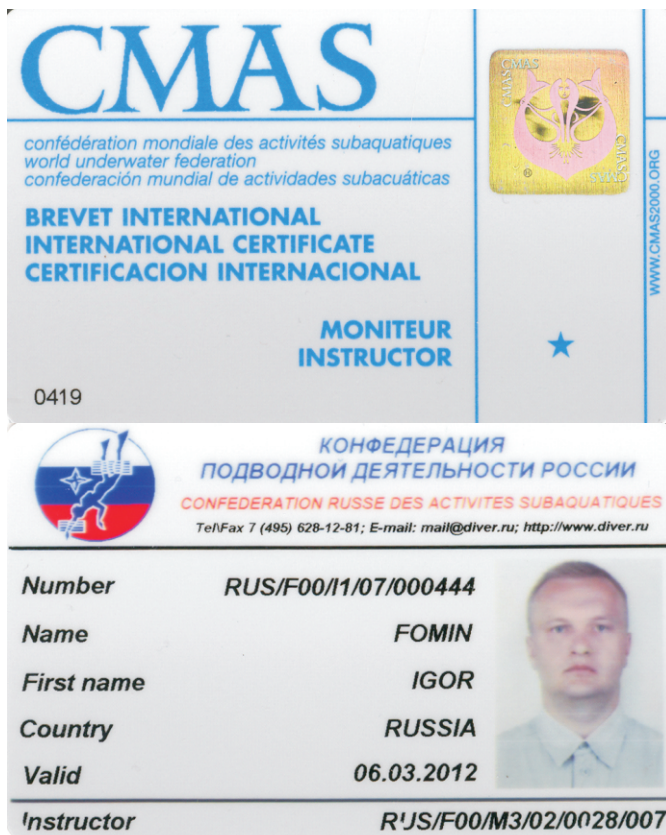 CMAS
confédération mondiale des activités subaquatiques
world underwater federation
confederación mundial de actividades subacuáticas
BREVET INTERNATIONAL
INTERNATIONAL CERTIFICATE
CERTIFICACION INTERNACIONAL
MONITEUR
INSTRUCTOR
0419
CMAS
CMAS
CMAS
CMAS
®
WWW.CMAS2000.ORG
КОНФЕДЕРАЦИЯ
ПОДВОДНОЙ ДЕЯТЕЛЬНОСТИ РОССИИ
CONFEDERATION RUSSE DES ACTIVITES SUBAQUATIQUES
Tel\Fax 7 (495) 628-12-81; E-mail: mail@diver.ru; http://www.diver.ru
Number RUS/F00/I1/07/000444
Name FOMIN
First name IGOR
Country RUSSIA
Valid 06.03.2012
Instructor RUS/F00/M3/02/0028/007